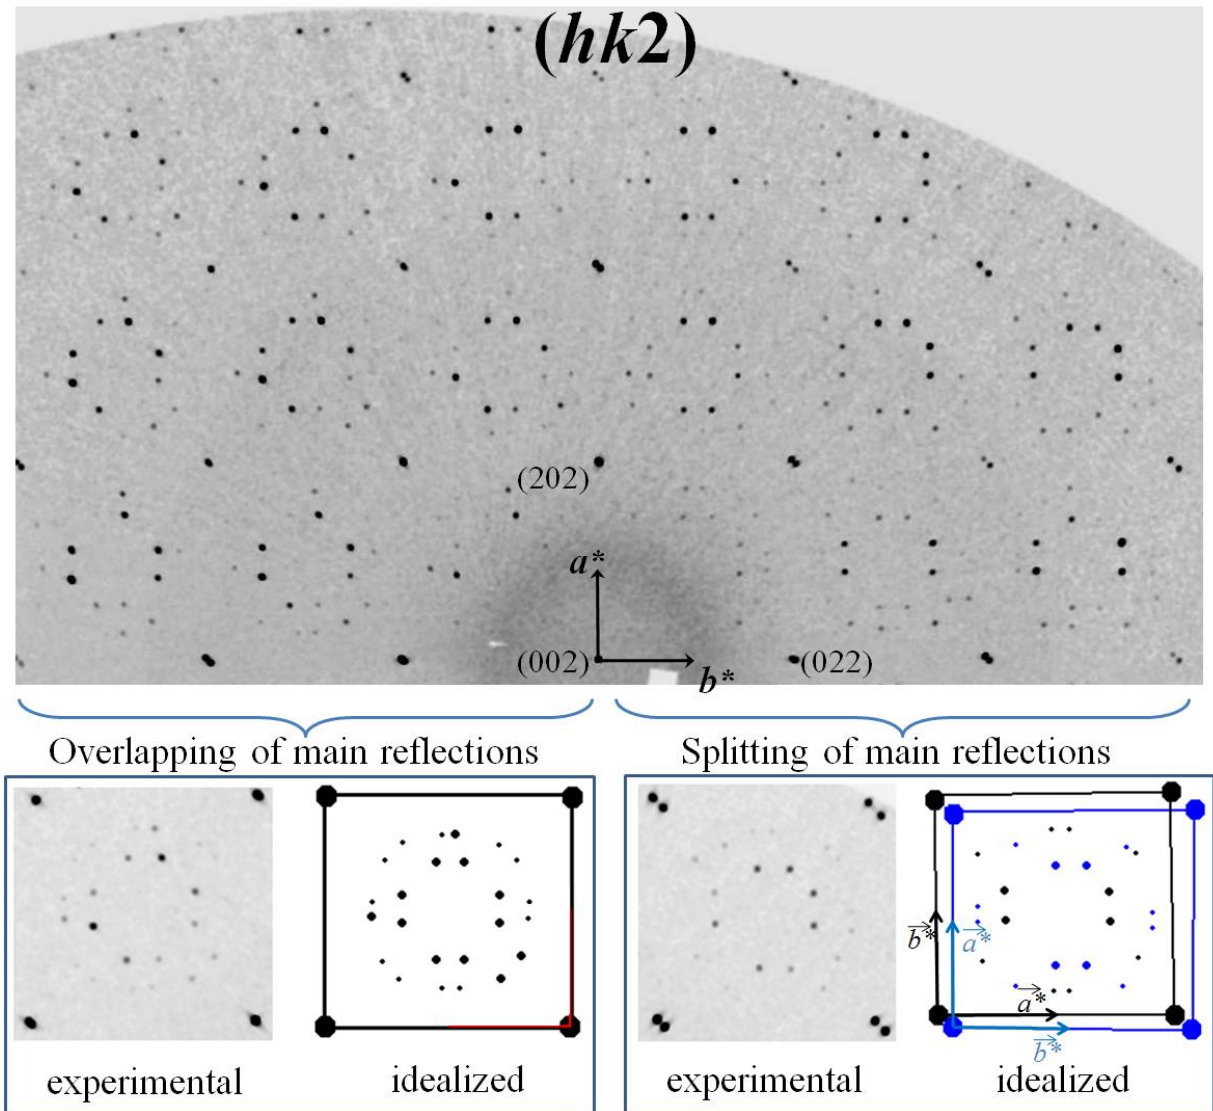 (hk2)
(202)
a*
(002)
b*
(022)
Overlapping of main reflections
Splitting of main reflections
b*
a*
a*
b*
experimental
idealized
experimental
idealized